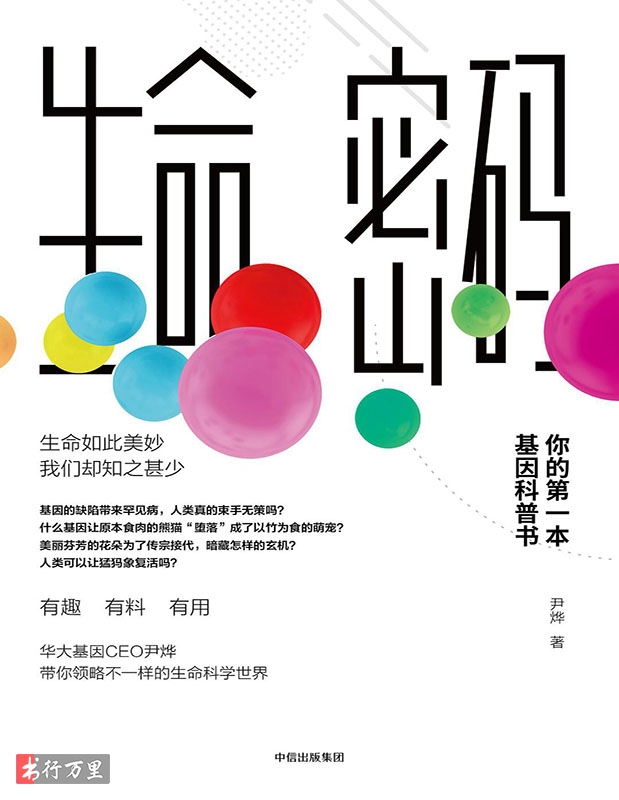 生命密码
生命如此美妙
我们却知之甚少
你的第一本
基因科普书
基因的缺陷带来罕见病，人类真的束手无策吗？
什么基因让原本食肉的熊猫“堕落”成了以竹为食的萌宠？
美丽芬芳的花朵为了传宗接代，暗藏怎样的玄机？
人类可以让猛犸象复活吗？
有趣 有料 有用
尹烨 著
华大基因CEO尹烨
带你领略不一样的生命科学世界
中信出版集团
书行万里